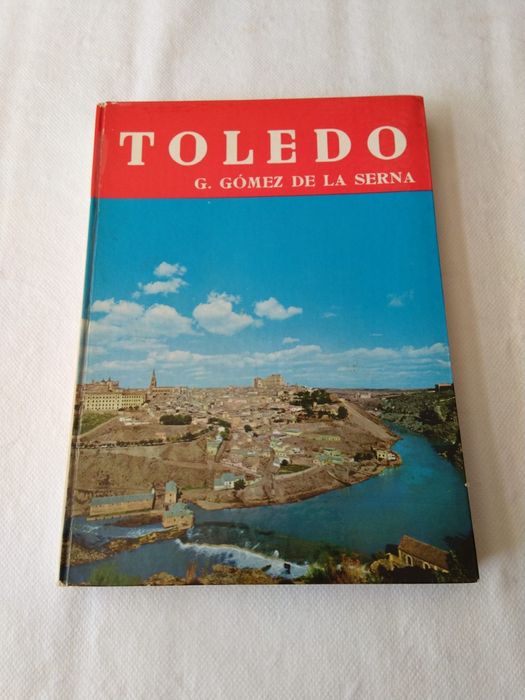 TOLEDO
G. GÓMEZ DE LA SERNA